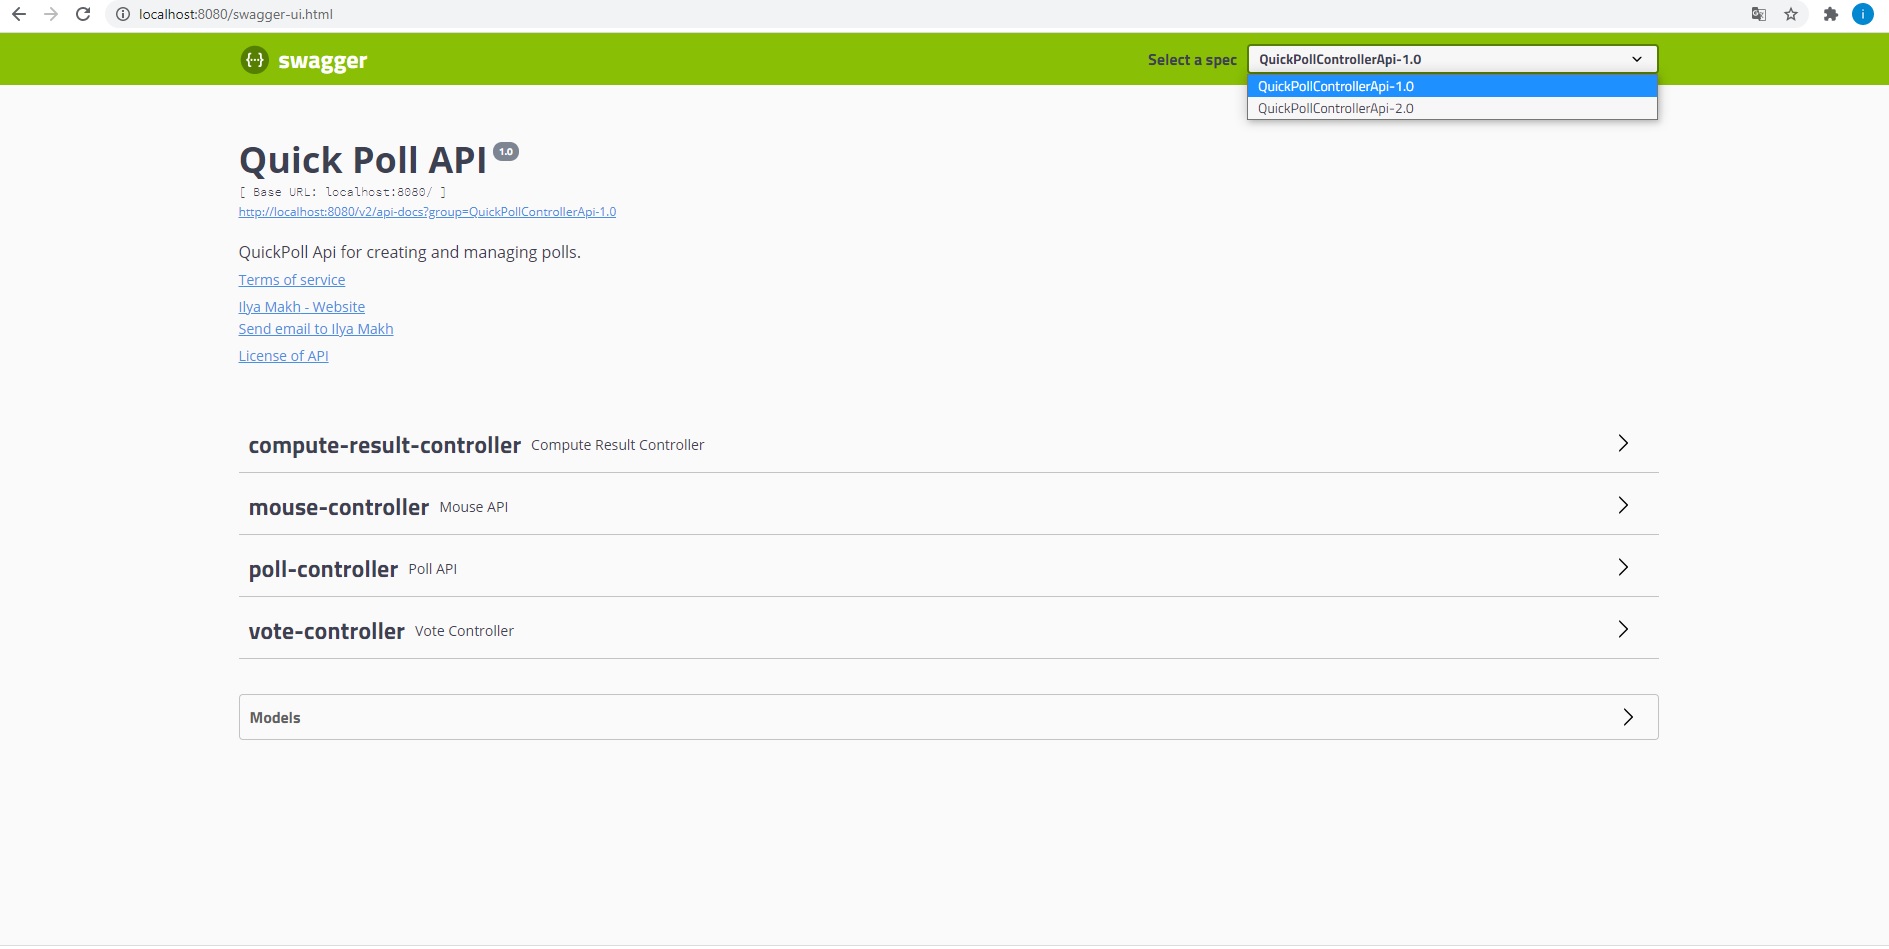 localhost:8080/swagger-ui.html
i
{···} swagger
Select a spec
QuickPollControllerApi-1.0
QuickPollControllerApi-1.0
QuickPollControllerApi-2.0
Quick Poll API 1.0
[ Base URL: localhost:8080/ ]
http://localhost:8080/v2/api-docs?group=QuickPollControllerApi-1.0
QuickPoll Api for creating and managing polls.
Terms of service
Ilya Makh - Website
Send email to Ilya Makh
License of API
compute-result-controller Compute Result Controller
mouse-controller Mouse API
poll-controller Poll API
vote-controller Vote Controller
Models